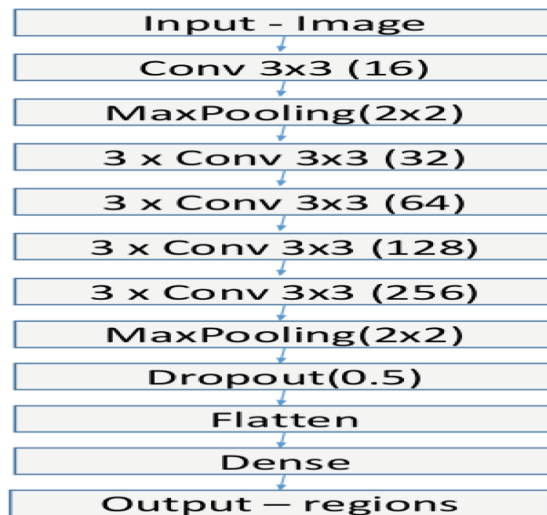 Input - Image
Conv 3x3 (16)
MaxPooling(2x2)
3 x Conv 3x3 (32)
3 x Conv 3x3 (64)
3 x Conv 3x3 (128)
3 x Conv 3x3 (256)
MaxPooling(2x2)
Dropout(0.5)
Flatten
Dense
Output – regions